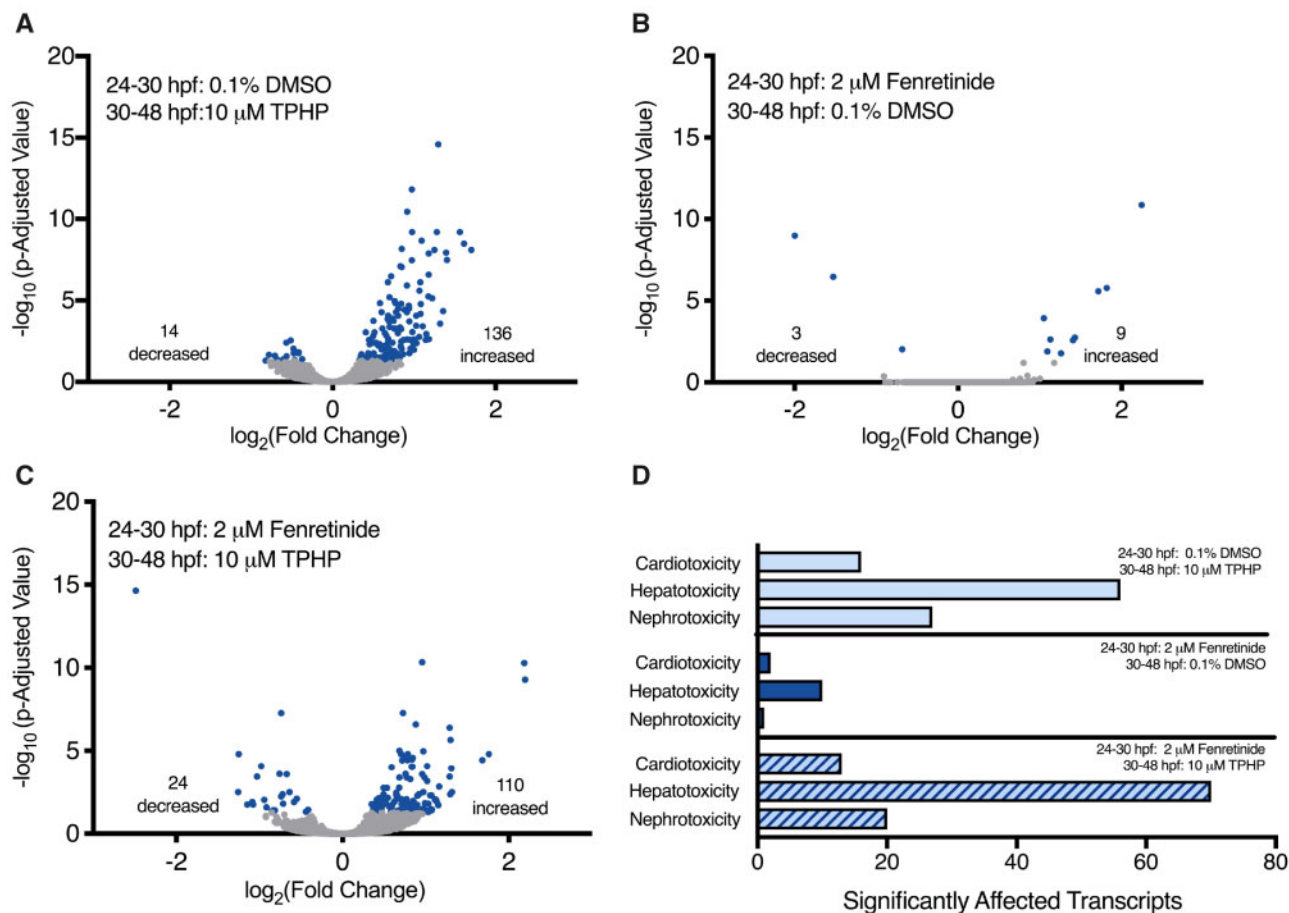 A
20
15
10
5
0
-log10 (p-Adjusted Value)
24-30 hpf: 0.1% DMSO
30-48 hpf:10 μM TPHP
14
decreased
136
increased
-2
0
2
log2(Fold Change)
B
20
15
10
5
0
-log10 (p-Adjusted Value)
24-30 hpf: 2 μM Fenretinide
30-48 hpf: 0.1% DMSO
3
decreased
9
increased
-2
0
2
log2(Fold Change)
C
20
15
10
5
0
-log10 (p-Adjusted Value)
24-30 hpf: 2 μM Fenretinide
30-48 hpf: 10 μM TPHP
24
decreased
110
increased
-2
0
2
log2(Fold Change)
D
24-30 hpf: 0.1% DMSO
30-48 hpf: 10 μM TPHP
Cardiotoxicity
Hepatotoxicity
Nephrotoxicity
24-30 hpf: 2 μM Fenretinide
30-48 hpf: 0.1% DMSO
Cardiotoxicity
Hepatotoxicity
Nephrotoxicity
24-30 hpf: 2 μM Fenretinide
30-48 hpf: 10 μM TPHP
Cardiotoxicity
Hepatotoxicity
Nephrotoxicity
0
20
40
60
80
Significantly Affected Transcripts